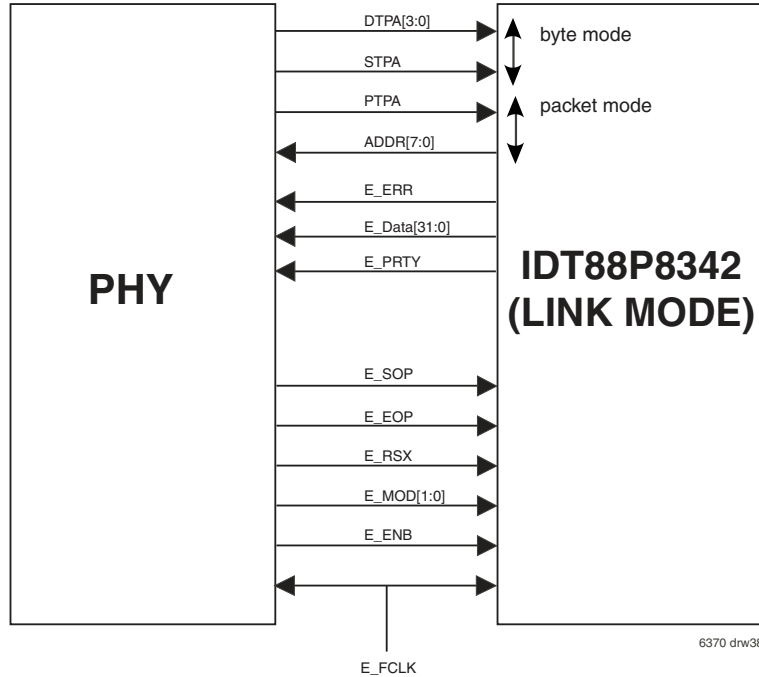 DTPA[3:0]
byte mode
STPA
PTPA
packet mode
ADDR[7:0]
E_ERR
E_Data[31:0]
E_PRTY
PHY
IDT88P8342
(LINK MODE)
E_SOP
E_EOP
E_RSX
E_MOD[1:0]
E_ENB
6370 drw38
E_FCLK